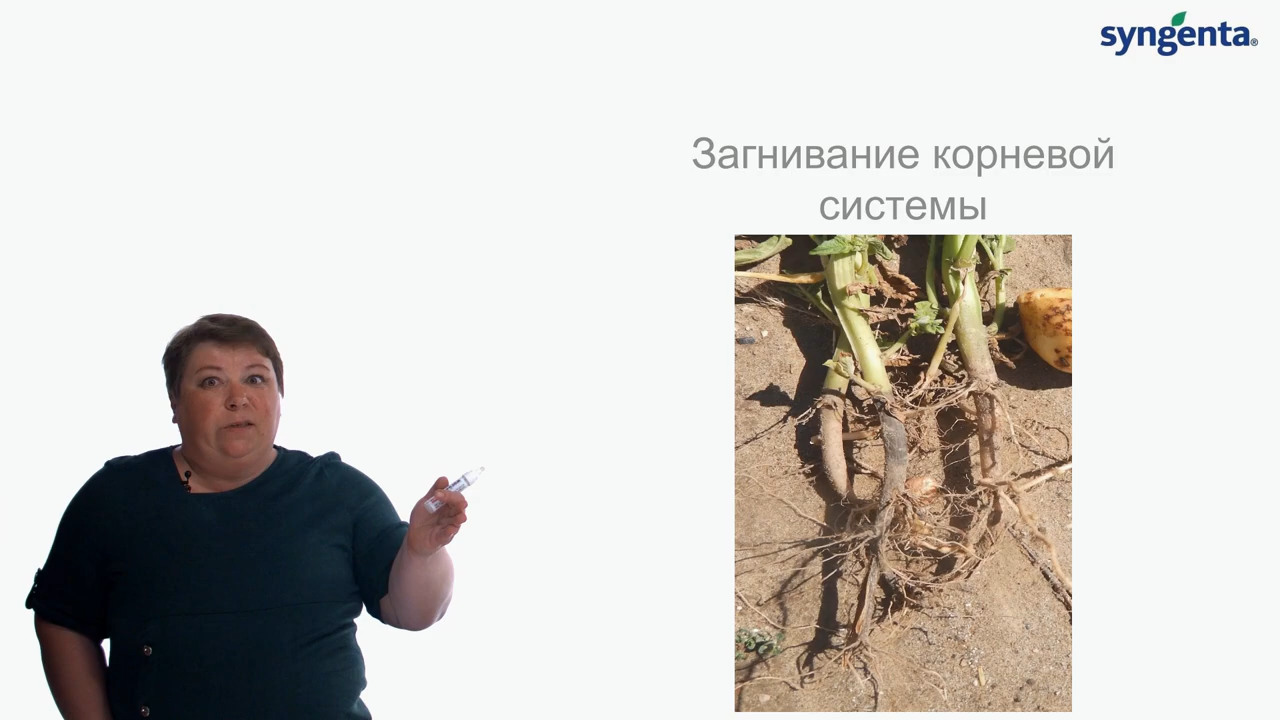 syngenta®
Загнивание корневой
системы